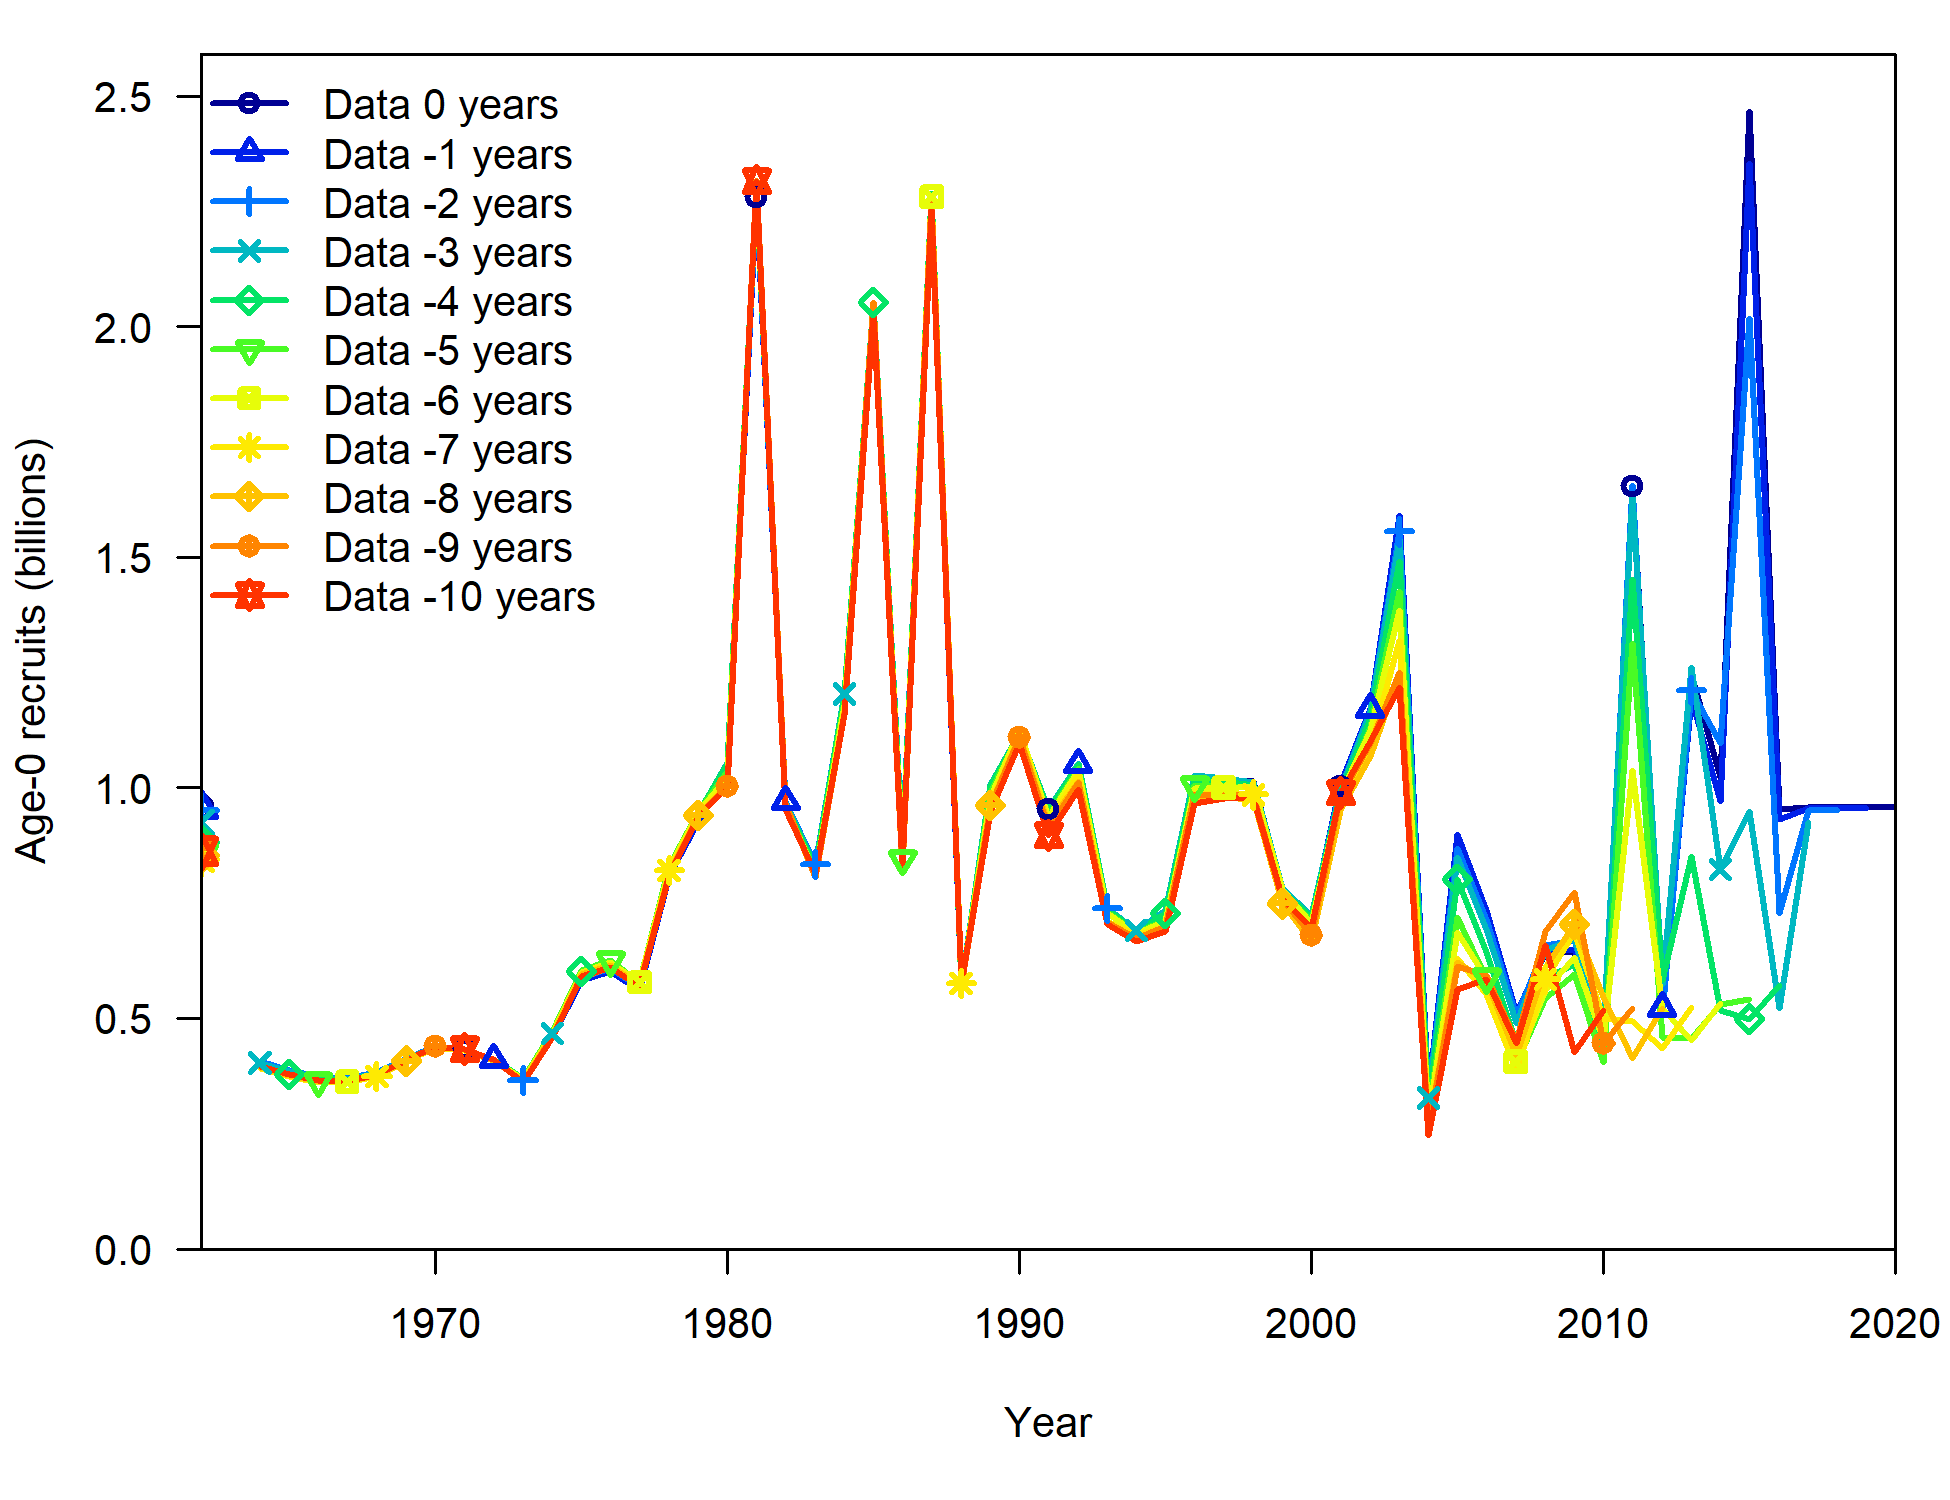 2.5
2.0
1.5
1.0
0.5
0.0
Age-0 recruits (billions)
Data 0 years
Data -1 years
Data -2 years
Data -3 years
Data -4 years
Data -5 years
Data -6 years
Data -7 years
Data -8 years
Data -9 years
Data -10 years
1970 1980 1990 2000 2010 2020
Year